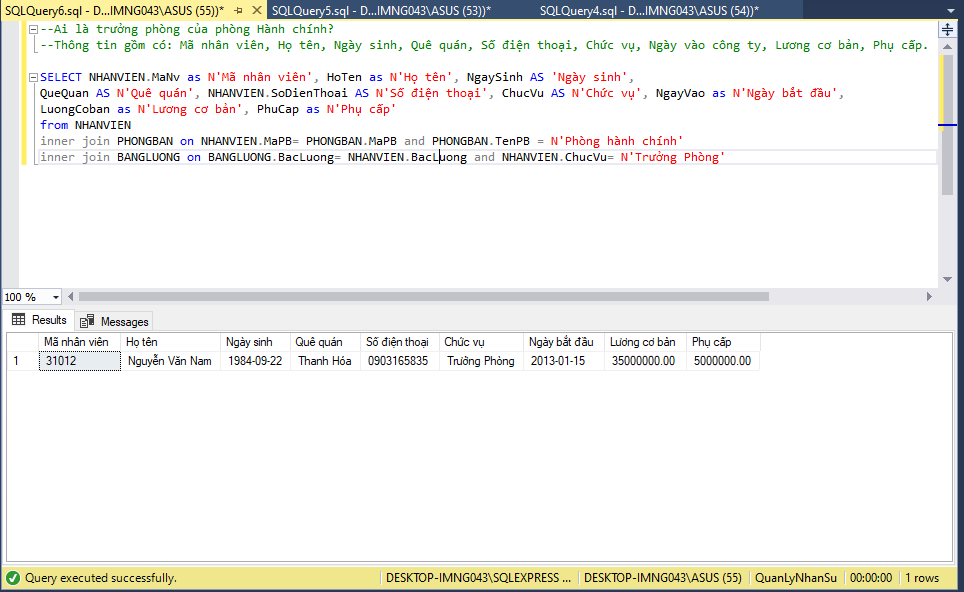 SQLQuery6.sql - D...IMNG043\ASUS (55))*
SQLQuery5.sql - D...IMNG043\ASUS (53))*
SQLQuery4.sql - D...IMNG043\ASUS (54))*
--Ai là trưởng phòng của phòng Hành chính?
--Thông tin gồm có: Mã nhân viên, Họ tên, Ngày sinh, Quê quán, Số điện thoại, Chức vụ, Ngày vào công ty, Lương cơ bản, Phụ cấp.
SELECT NHANVIEN.MaNv as N'Mã nhân viên', HoTen as N'Họ tên', NgaySinh AS 'Ngày sinh',
QueQuan AS N'Quê quán', NHANVIEN.SoDienThoai AS N'Số điện thoại', ChucVu AS N'Chức vụ', NgayVao as N'Ngày bắt đầu',
LuongCoban as N'Lương cơ bản', PhuCap as N'Phụ cấp'
from NHANVIEN
inner join PHONGBAN on NHANVIEN.MaPB= PHONGBAN.MaPB and PHONGBAN.TenPB = N'Phòng hành chính'
inner join BANGLUONG on BANGLUONG.BacLuong= NHANVIEN.BacLuong and NHANVIEN.ChucVu= N'Trưởng Phòng'
100 %
Results Messages
Mã nhân viên Họ tên Ngày sinh Quê quán Số điện thoại Chức vụ Ngày bắt đầu Lương cơ bản Phụ cấp
1 31012 Nguyễn Văn Nam 1984-09-22 Thanh Hóa 0903165835 Trưởng Phòng 2013-01-15 35000000.00 5000000.00
Query executed successfully. DESKTOP-IMNG043\SQLEXPRESS ... DESKTOP-IMNG043\ASUS (55) QuanLyNhanSu 00:00:00 1 rows